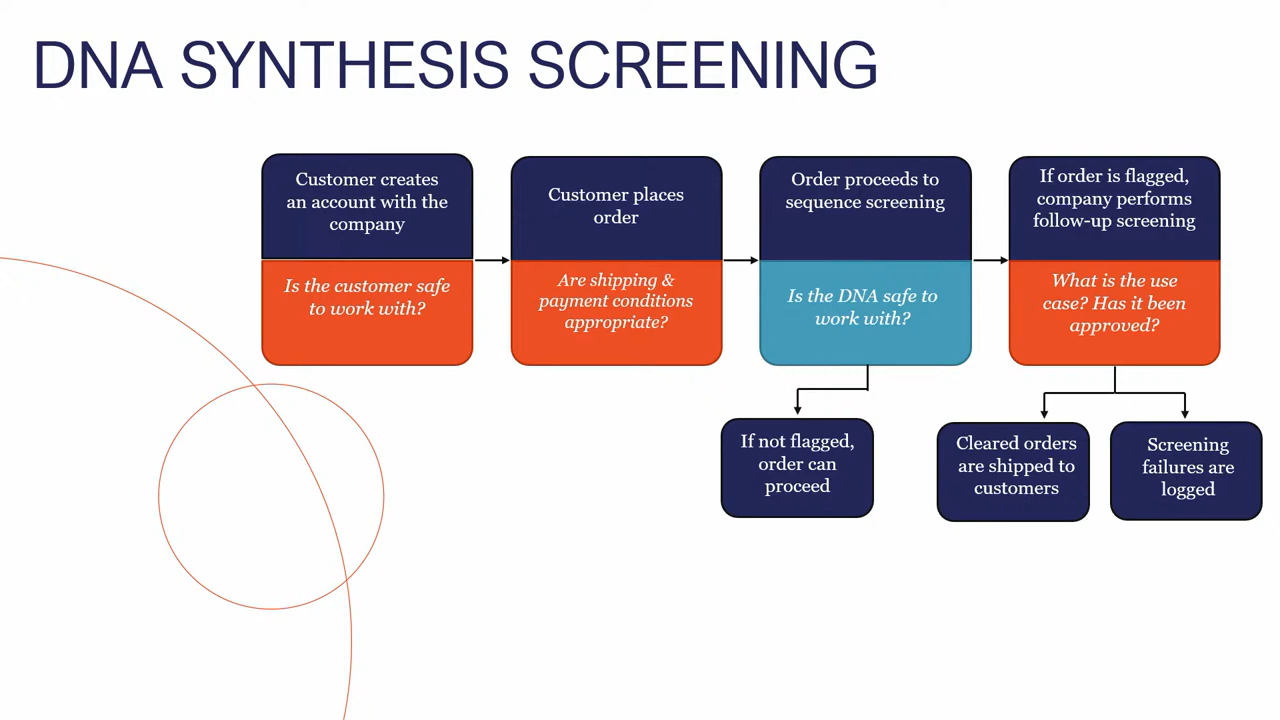 DNA SYNTHESIS SCREENING
Customer creates
an account with the
company
Is the customer safe
to work with?
Customer places
order
Are shipping &
payment conditions
appropriate?
Order proceeds to
sequence screening
Is the DNA safe to
work with?
If order is flagged,
company performs
follow-up screening
What is the use
case? Has it been
approved?
If not flagged,
order can
proceed
Cleared orders
are shipped to
customers
Screening
failures are
logged